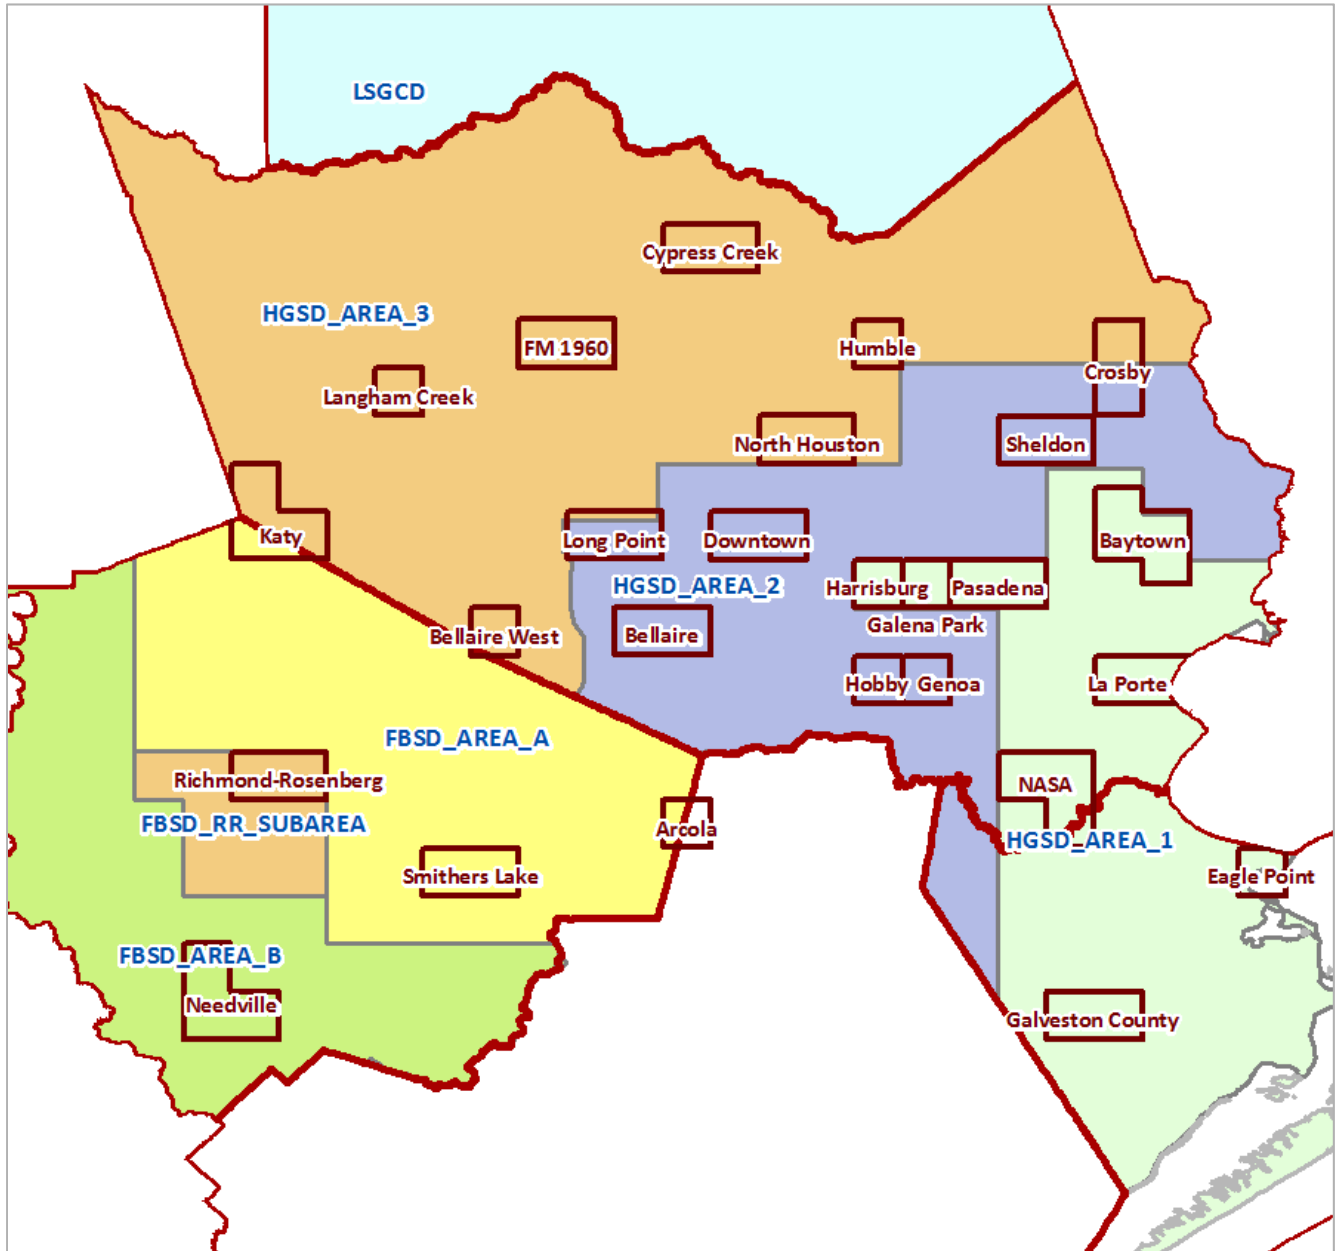 LSGCD
Cypress Creek
HGSD_AREA_3
FM 1960
Humble
Crosby
Langham Creek
North Houston
Sheldon
Katy
Long Point
Downtown
Baytown
HGSD_AREA_2
Harrisburg
Pasadena
Galena Park
Bellaire West
Bellaire
Hobby
Genoa
La Porte
FBSD_AREA_A
Richmond-Rosenberg
NASA
FBSD_RR_SUBAREA
Arcola
HGSD_AREA_1
Smithers Lake
Eagle Point
FBSD_AREA_B
Needville
Galveston County